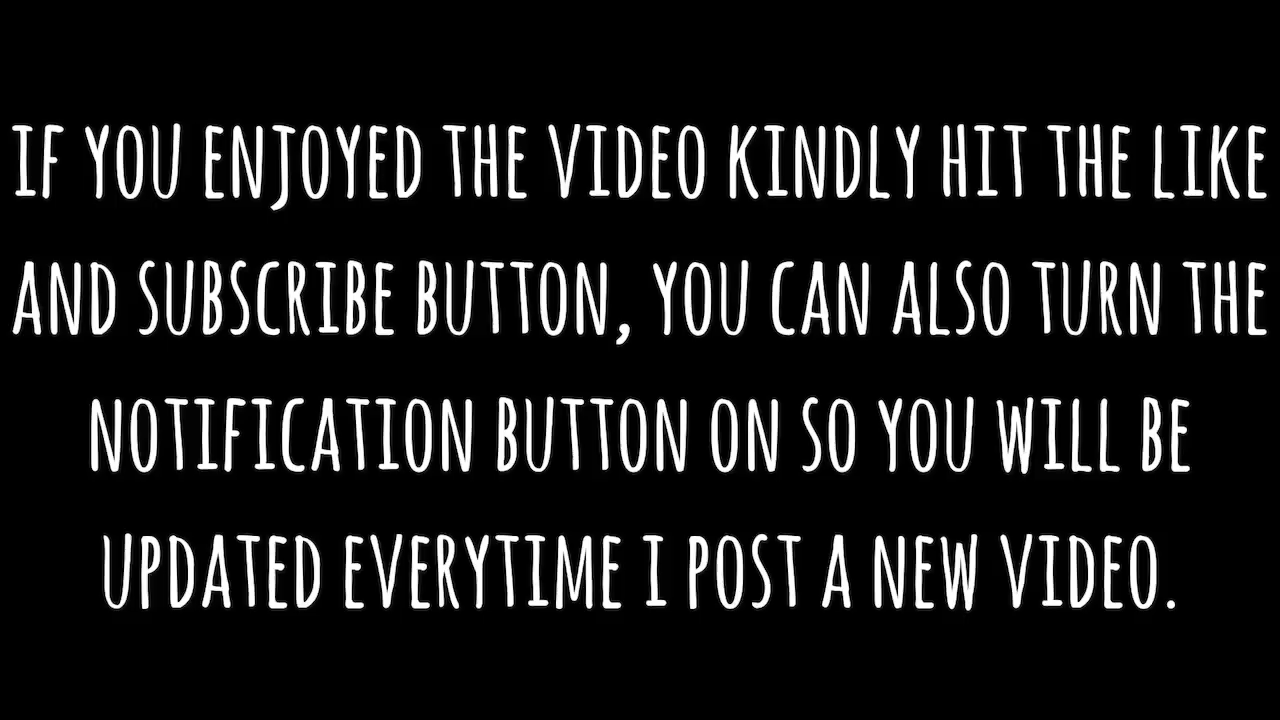 IF YOU ENJOYED THE VIDEO KINDLY HIT THE LIKE
AND SUBSCRIBE BUTTON, YOU CAN ALSO TURN THE
NOTIFICATION BUTTON ON SO YOU WILL BE
UPDATED EVERYTIME I POST A NEW VIDEO.